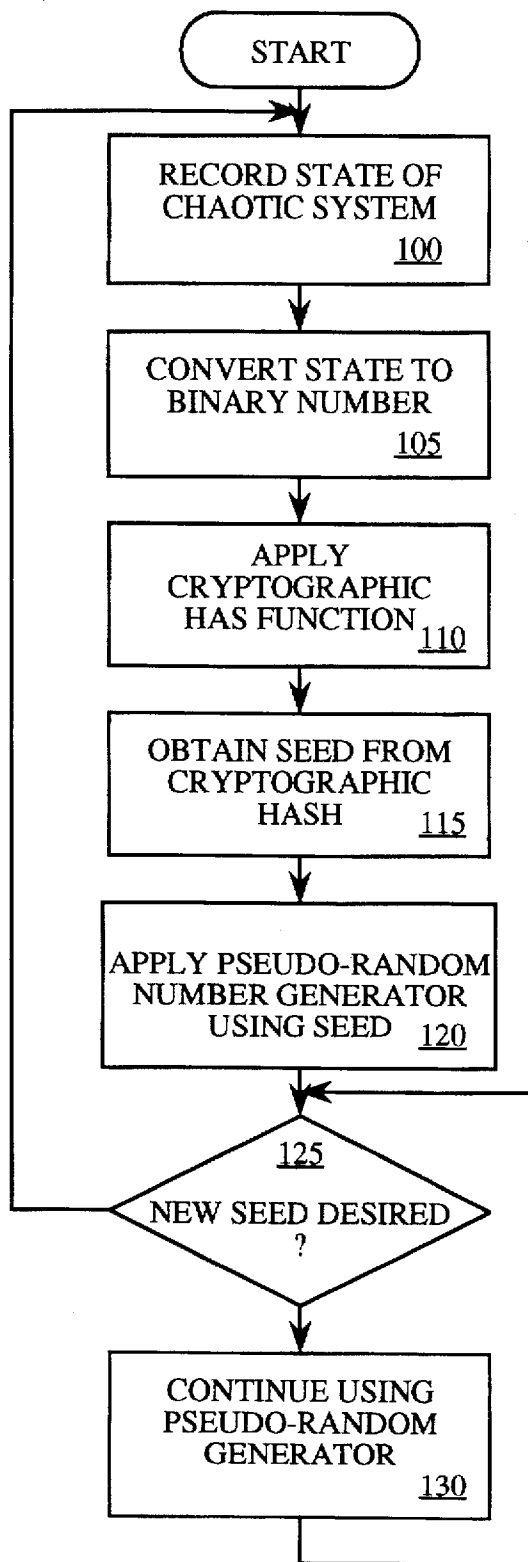 START
RECORD STATE OF
CHAOTIC SYSTEM
100
CONVERT STATE TO
BINARY NUMBER
105
APPLY
CRYPTOGRAPHIC
HAS FUNCTION
110
OBTAIN SEED FROM
CRYPTOGRAPHIC
HASH
115
APPLY PSEUDO-RANDOM
NUMBER GENERATOR
USING SEED
120
125
NEW SEED DESIRED
?
CONTINUE USING
PSEUDO-RANDOM
GENERATOR
130